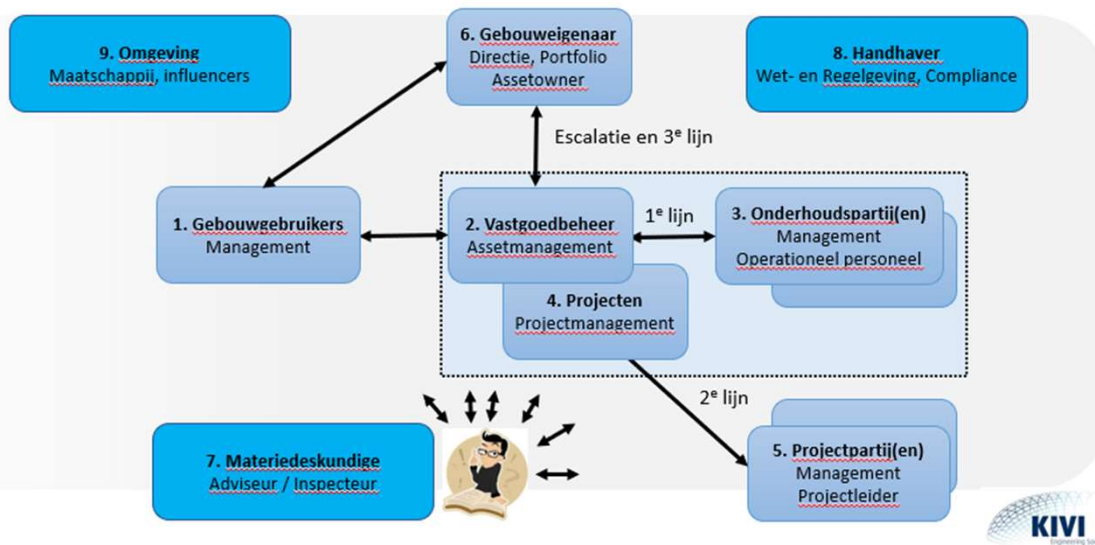 9. Omgeving
Maatschappij, influencers
6. Gebouweigenaar
Directie, Portfolio
Assetowner
8. Handhaver
Wet- en Regelgeving, Compliance
Escalatie en 3e lijn
1. Gebouwgebruikers
Management
2. Vastgoedbeheer
Assetmanagement
1e lijn
3. Onderhoudspartij(en)
Management
Operationeel personeel
4. Projecten
Projectmanagement
2e lijn
7. Materiedeskundige
Adviseur / Inspecteur
5. Projectpartij(en)
Management
Projectleider
KIVI
Engineering